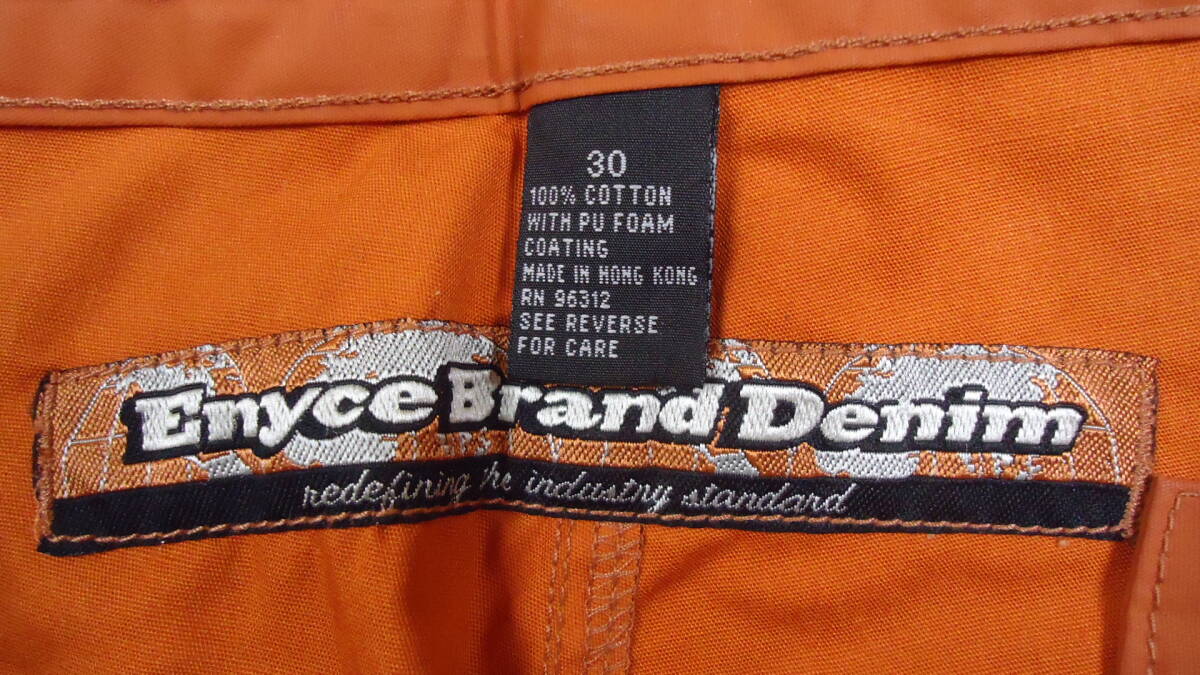 30
100% COTTON
WITH PU FOAM
COATING
MADE IN HONG KONG
RN 96312
SEE REVERSE
FOR CARE
Enyce Brand Denim
redefining the industry standard